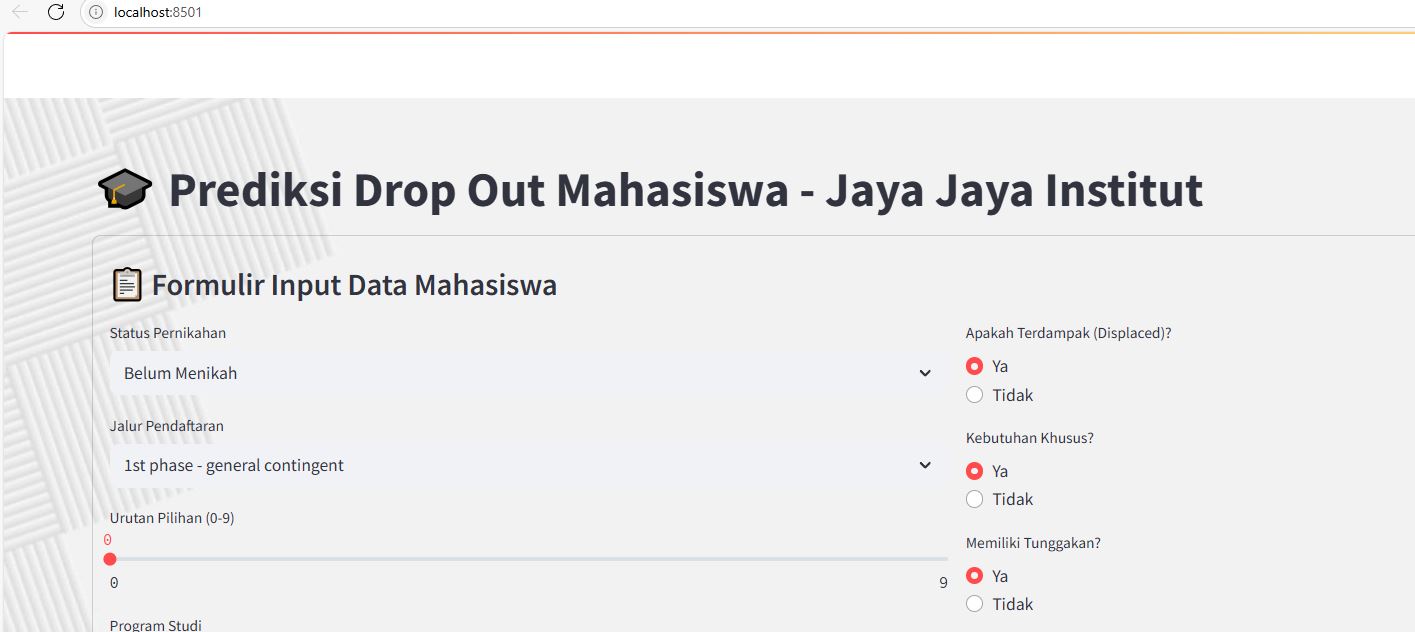 localhost:8501
Prediksi Drop Out Mahasiswa - Jaya Jaya Institut
Formulir Input Data Mahasiswa
Status Pernikahan
Belum Menikah
Jalur Pendaftaran
1st phase - general contingent
Urutan Pilihan (0-9)
0
0
9
Program Studi
Apakah Terdampak (Displaced)?
Ya
Tidak
Kebutuhan Khusus?
Ya
Tidak
Memiliki Tunggakan?
Ya
Tidak